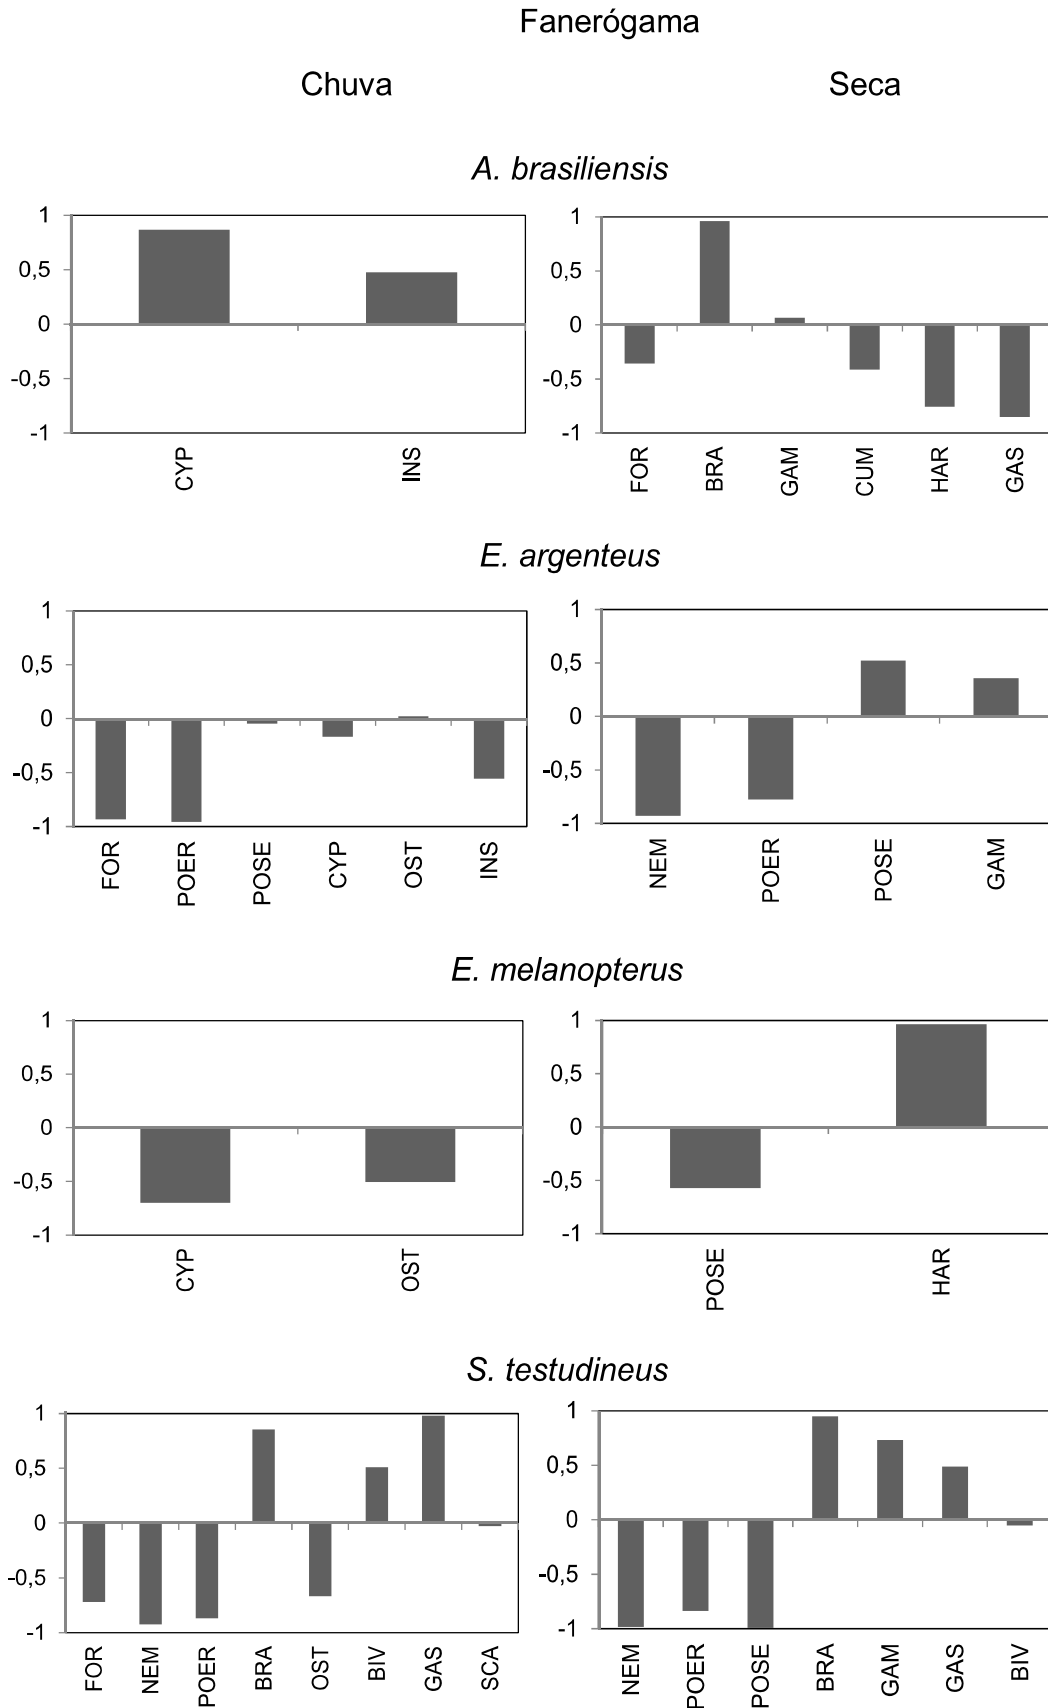 Fanerógama
Chuva Seca
A. brasiliensis
1
0,5
0
-0,5
-1
CYP INS
1
0,5
0
-0,5
-1
FOR BRA GAM CUM HAR GAS
E. argenteus
1
0,5
0
-0,5
-1
FOR POER POSE CYP OST INS
1
0,5
0
-0,5
-1
NEM POER POSE GAM
E. melanopterus
1
0,5
0
-0,5
-1
CYP OST
1
0,5
0
-0,5
-1
POSE HAR
S. testudineus
1
0,5
0
-0,5
-1
FOR NEM POER BRA OST BIV GAS SCA
1
0,5
0
-0,5
-1
NEM POER POSE BRA GAM GAS BIV